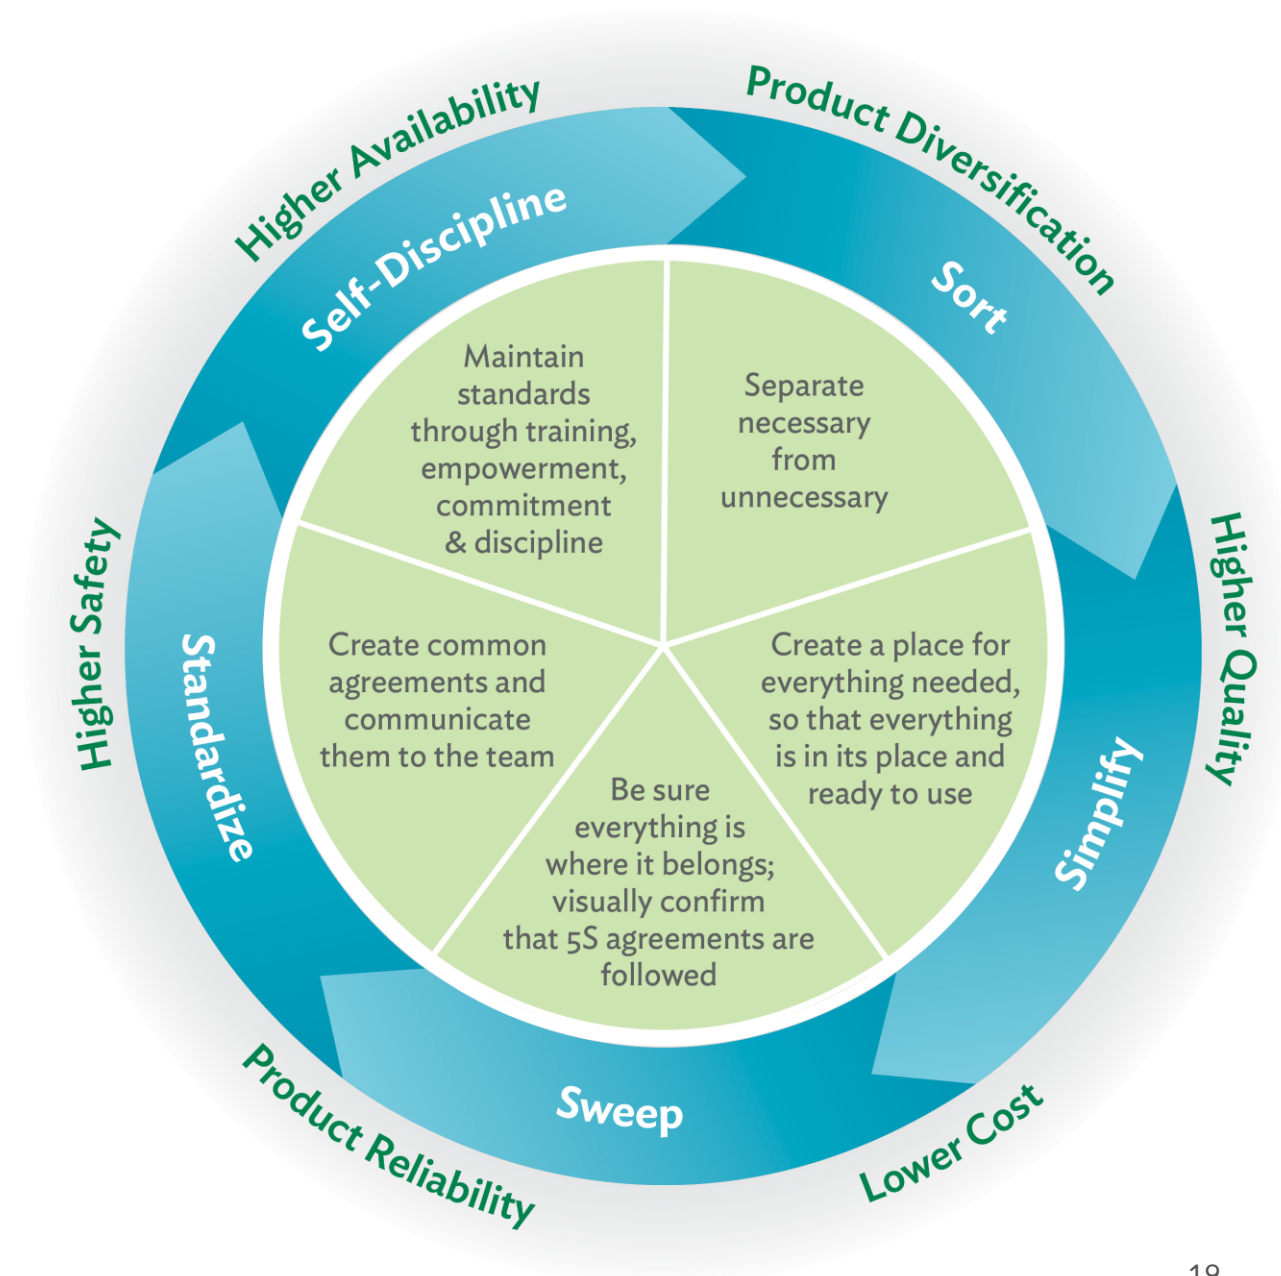 Higher Availability
Product Diversification
Self-Discipline
Sort
Maintain
standards
through training,
empowerment,
commitment
& discipline
Separate
necessary
from
unnecessary
Higher Safety
Higher Quality
Standardize
Create common
agreements and
communicate
them to the team
Create a place for
everything needed,
so that everything
is in its place and
ready to use
Simplify
Be sure
everything is
where it belongs;
visually confirm
that 5S agreements are
followed
Sweep
Product Reliability
Lower Cost
19